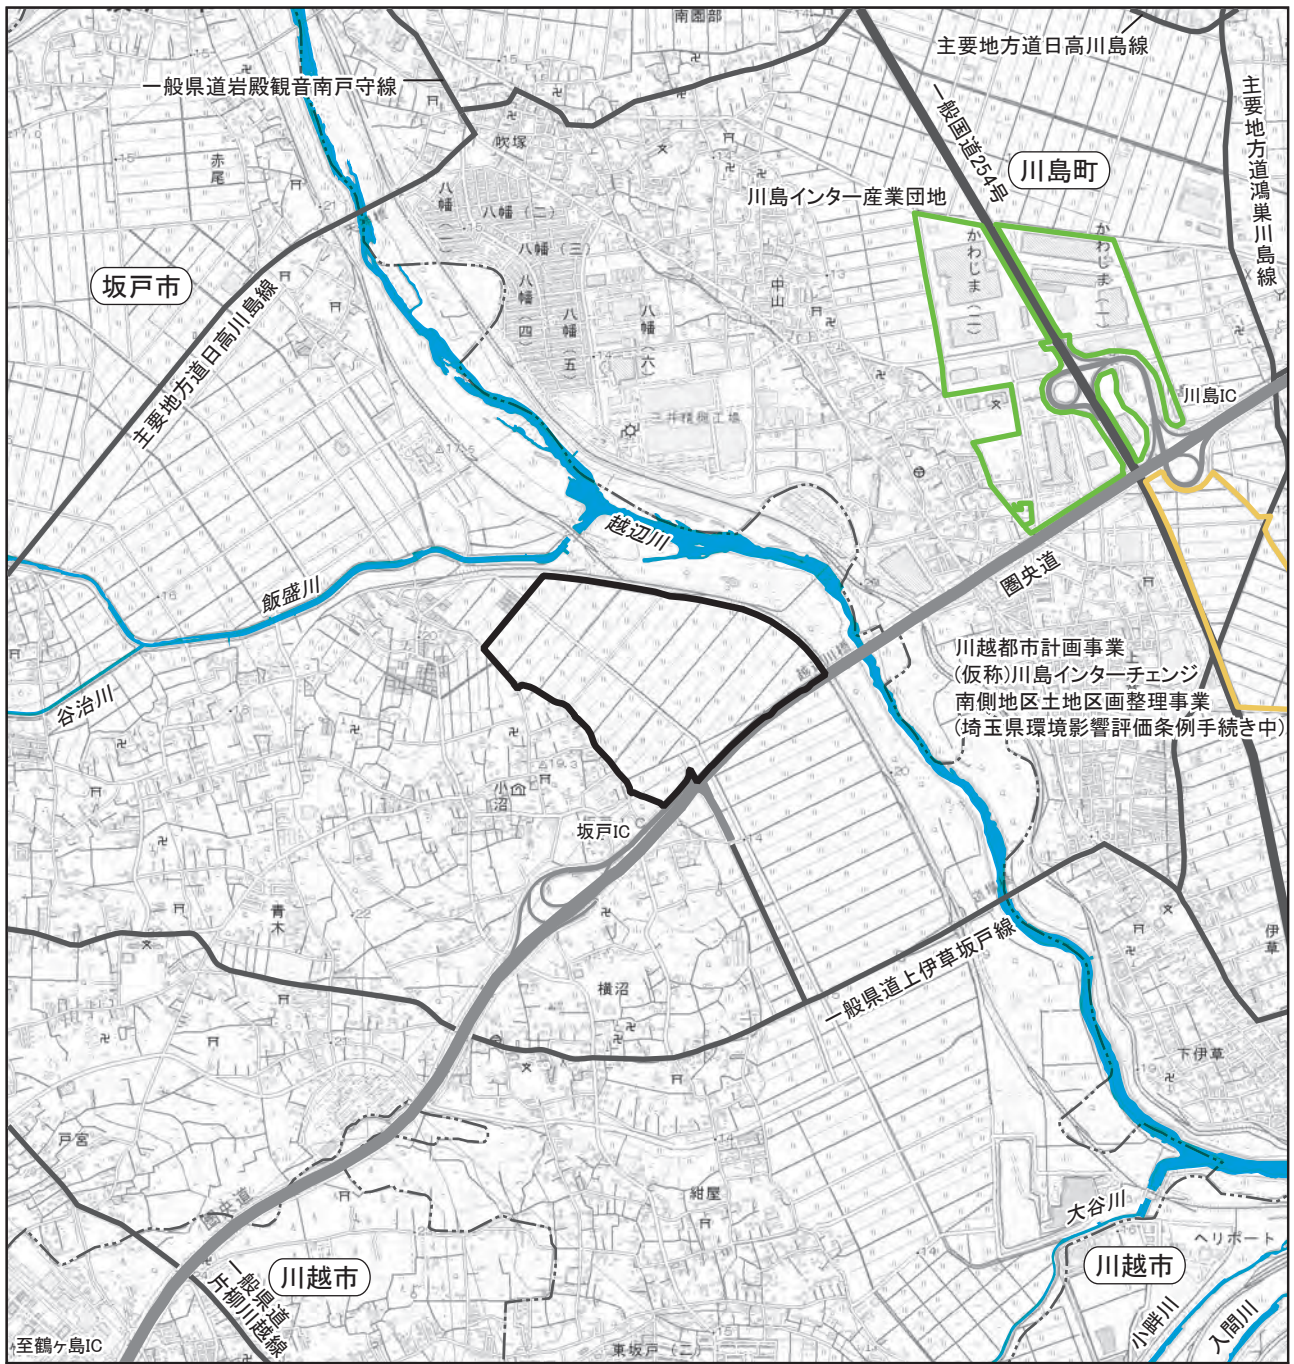 南園部
主要地方道日高川島線
一般県道岩殿観音南戸守線
主要地方道鴻巣川島線
一般国道254号
吹塚
赤尾
川島町
川島インター産業団地
八幡(一)
八幡(二)
八幡(三)
八幡(四)
八幡(五)
八幡(六)
かわじま(二)
かわじま(一)
坂戸市
中山
主要地方道日高川島線
川島IC
三井精機工場
越辺川
圏央道
飯盛川
谷治川
川越都市計画事業
(仮称)川島インターチェンジ
南側地区土地区画整理事業
(埼玉県環境影響評価条例手続き中)
小沼
坂戸IC
青木
伊草
一般県道上伊草坂戸線
横沼
下伊草
戸宮
紺屋
圏央道
大谷川
ヘリポート
川越市
川越市
一般県道
片柳川越線
小畔川
入間川
至鶴ヶ島IC
東坂戸(二)